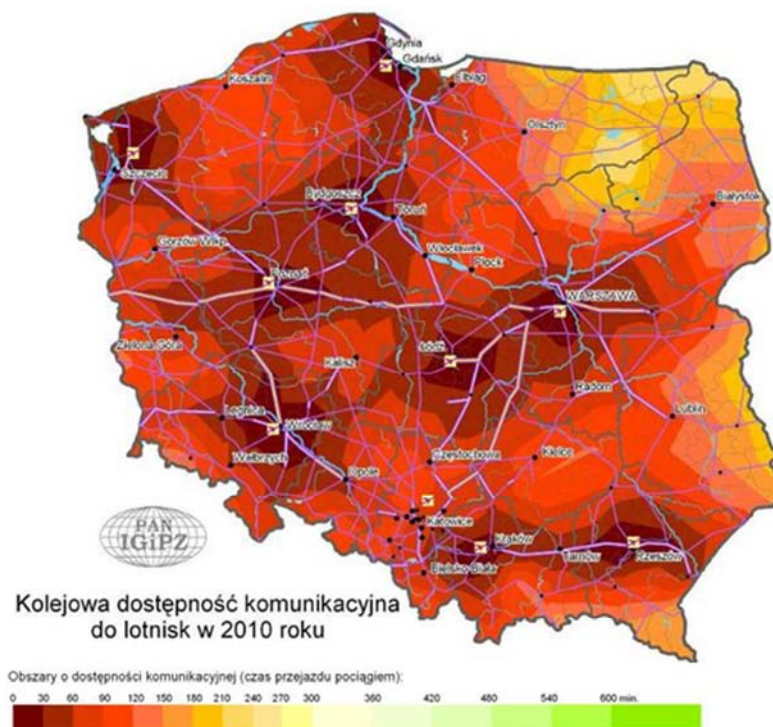 Gdynia
Gdańsk
Koszalin
Elbląg
Olsztyn
Szczecin
Bydgoszcz
Toruń
Białystok
Gorzów Wlkp
Włocławek
Płock
Poznań
WARSZAWA
Zielona Góra
Kalisz
Łódź
Radom
Legnica
Wrocław
Lublin
Wałbrzych
Opole
Częstochowa
Kielce
Katowice
Kraków
Tarnów
Rzeszów
Bielsko-Biała
PAN
IGiPZ
Kolejowa dostępność komunikacyjna
do lotnisk w 2010 roku
Obszary o dostępności komunikacyjnej (czas przejazdu pociągiem):
0 30 60 90 120 150 180 210 240 270 300 360 420 480 540 600 min.